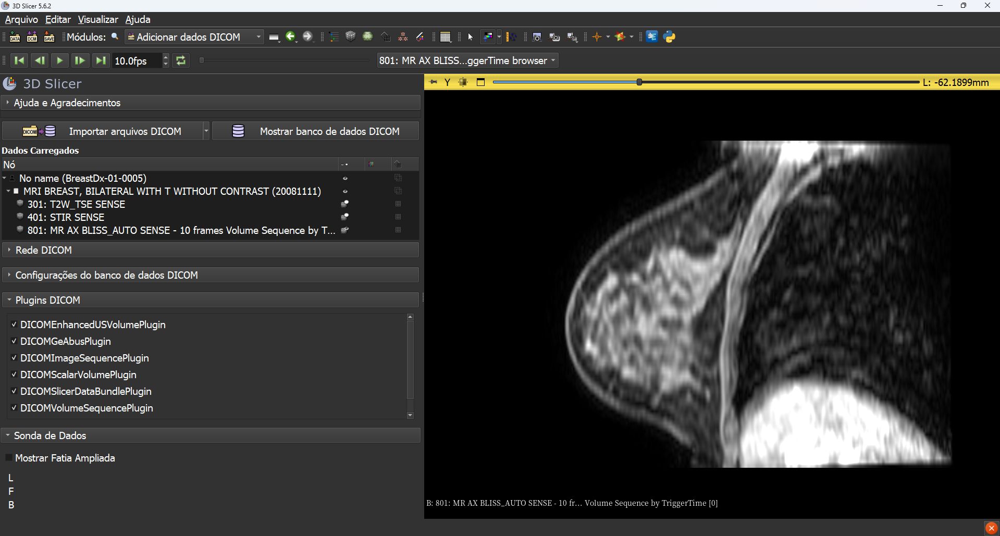 3D Slicer 5.6.2
Arquivo Editar Visualizar Ajuda
DATA DCM SAVE Módulos: Adicionar dados DICOM
10.0fps 801: MR AX BLISS...ggerTime browser
3D Slicer
Y L: -62.1899mm
Ajuda e Agradecimentos
DICOM Importar arquivos DICOM Mostrar banco de dados DICOM
Dados Carregados
Nó
No name (BreastDx-01-0005)
MRI BREAST, BILATERAL WITH T WITHOUT CONTRAST (20081111)
301: T2W_TSE SENSE
401: STIR SENSE
801: MR AX BLISS_AUTO SENSE - 10 frames Volume Sequence by T...
Rede DICOM
Configurações do banco de dados DICOM
Plugins DICOM
DICOMEnhancedUSVolumePlugin
DICOMGeAbusPlugin
DICOMImageSequencePlugin
DICOMScalarVolumePlugin
DICOMSlicerDataBundlePlugin
DICOMVolumeSequencePlugin
Sonda de Dados
Mostrar Fatia Ampliada
L
F
B
B: 801: MR AX BLISS_AUTO SENSE - 10 fr... Volume Sequence by TriggerTime [0]